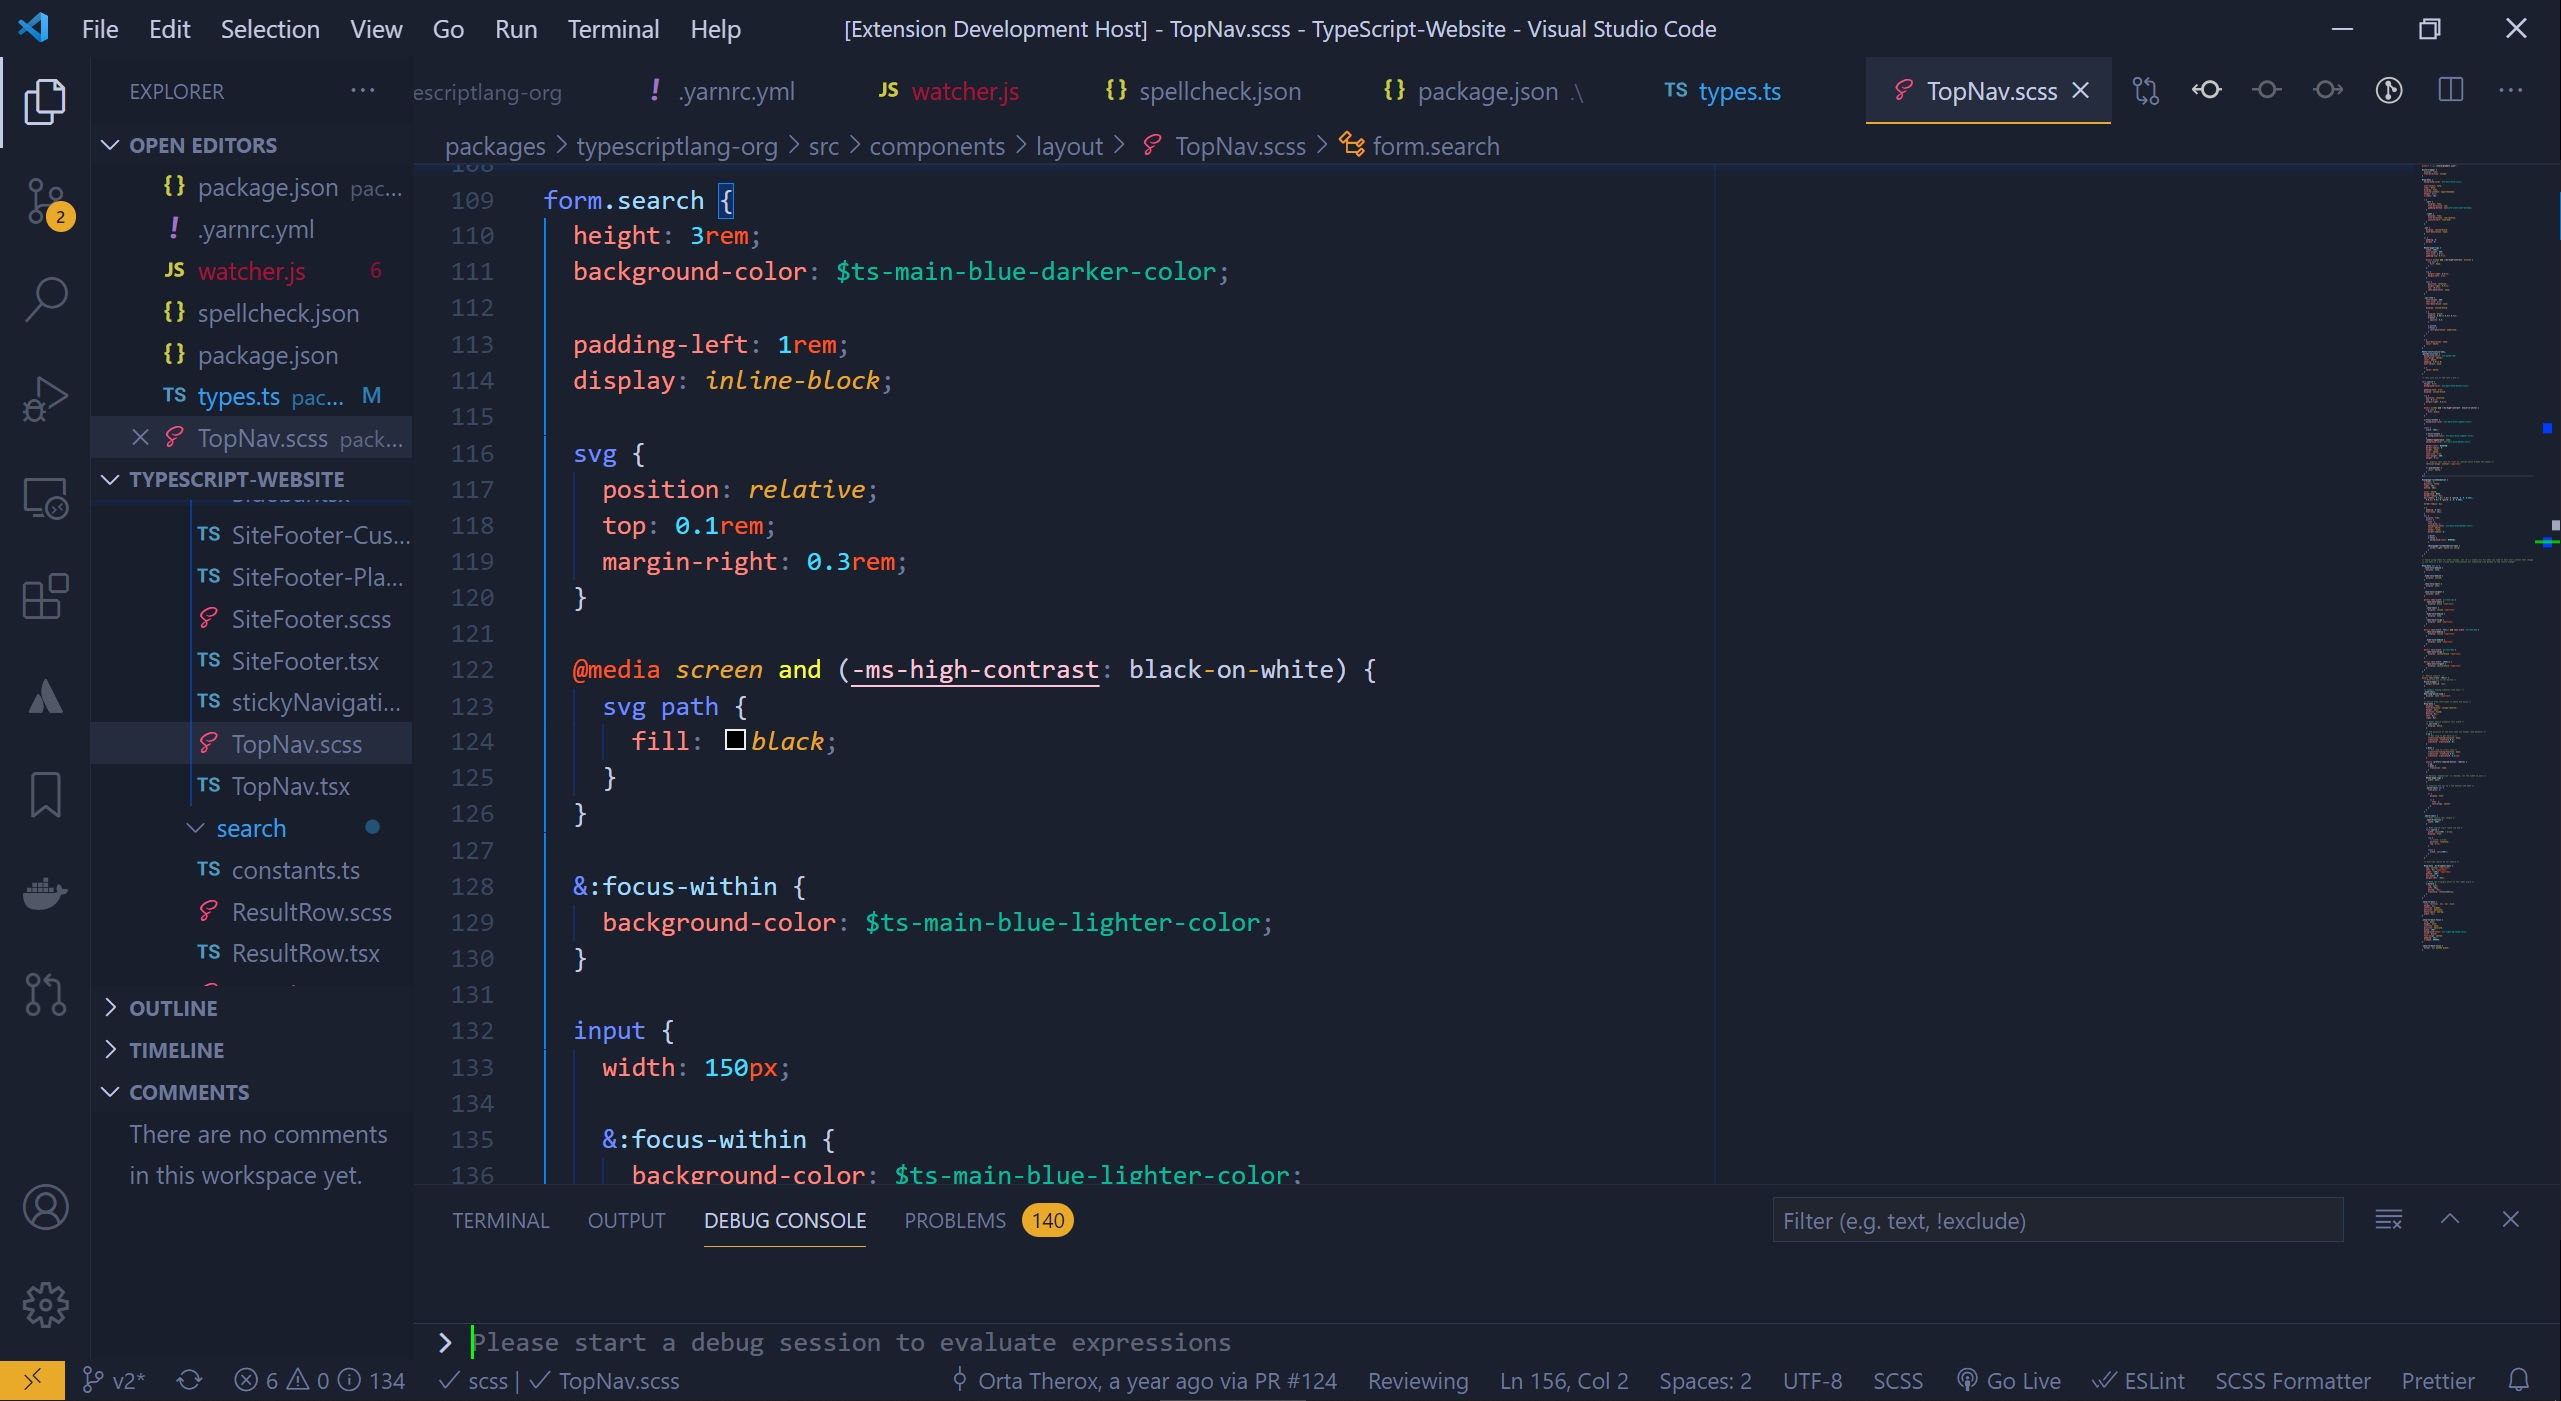 File Edit Selection View Go Run Terminal Help [Extension Development Host] - TopNav.scss - TypeScript-Website - Visual Studio Code
EXPLORER
escriptlang-org ! .yarnrc.yml JS watcher.js {} spellcheck.json {} package.json .\ TS types.ts TopNav.scss
packages > typescriptlang-org > src > components > layout > TopNav.scss > form.search
2
OPEN EDITORS
{} package.json pac...
! .yarnrc.yml
JS watcher.js 6
{} spellcheck.json
{} package.json
TS types.ts pac... M
TopNav.scss pack...
TYPESCRIPT-WEBSITE
TS SiteFooter-Cus...
TS SiteFooter-Pla...
SiteFooter.scss
TS SiteFooter.tsx
TS stickyNavigati...
TopNav.scss
TS TopNav.tsx
search
TS constants.ts
ResultRow.scss
TS ResultRow.tsx
OUTLINE
TIMELINE
COMMENTS
There are no comments
in this workspace yet.
108
109 form.search {
110 height: 3rem;
111 background-color: $ts-main-blue-darker-color;
112
113 padding-left: 1rem;
114 display: inline-block;
115
116 svg {
117 position: relative;
118 top: 0.1rem;
119 margin-right: 0.3rem;
120 }
121
122 @media screen and (-ms-high-contrast: black-on-white) {
123 svg path {
124 fill: black;
125 }
126 }
127
128 &:focus-within {
129 background-color: $ts-main-blue-lighter-color;
130 }
131
132 input {
133 width: 150px;
134
135 &:focus-within {
136 background-color: $ts-main-blue-lighter-color;
TERMINAL OUTPUT DEBUG CONSOLE PROBLEMS 140 Filter (e.g. text, !exclude)
> Please start a debug session to evaluate expressions
v2* 6 0 134 scss | TopNav.scss Orta Therox, a year ago via PR #124 Reviewing Ln 156, Col 2 Spaces: 2 UTF-8 SCSS Go Live ESLint SCSS Formatter Prettier